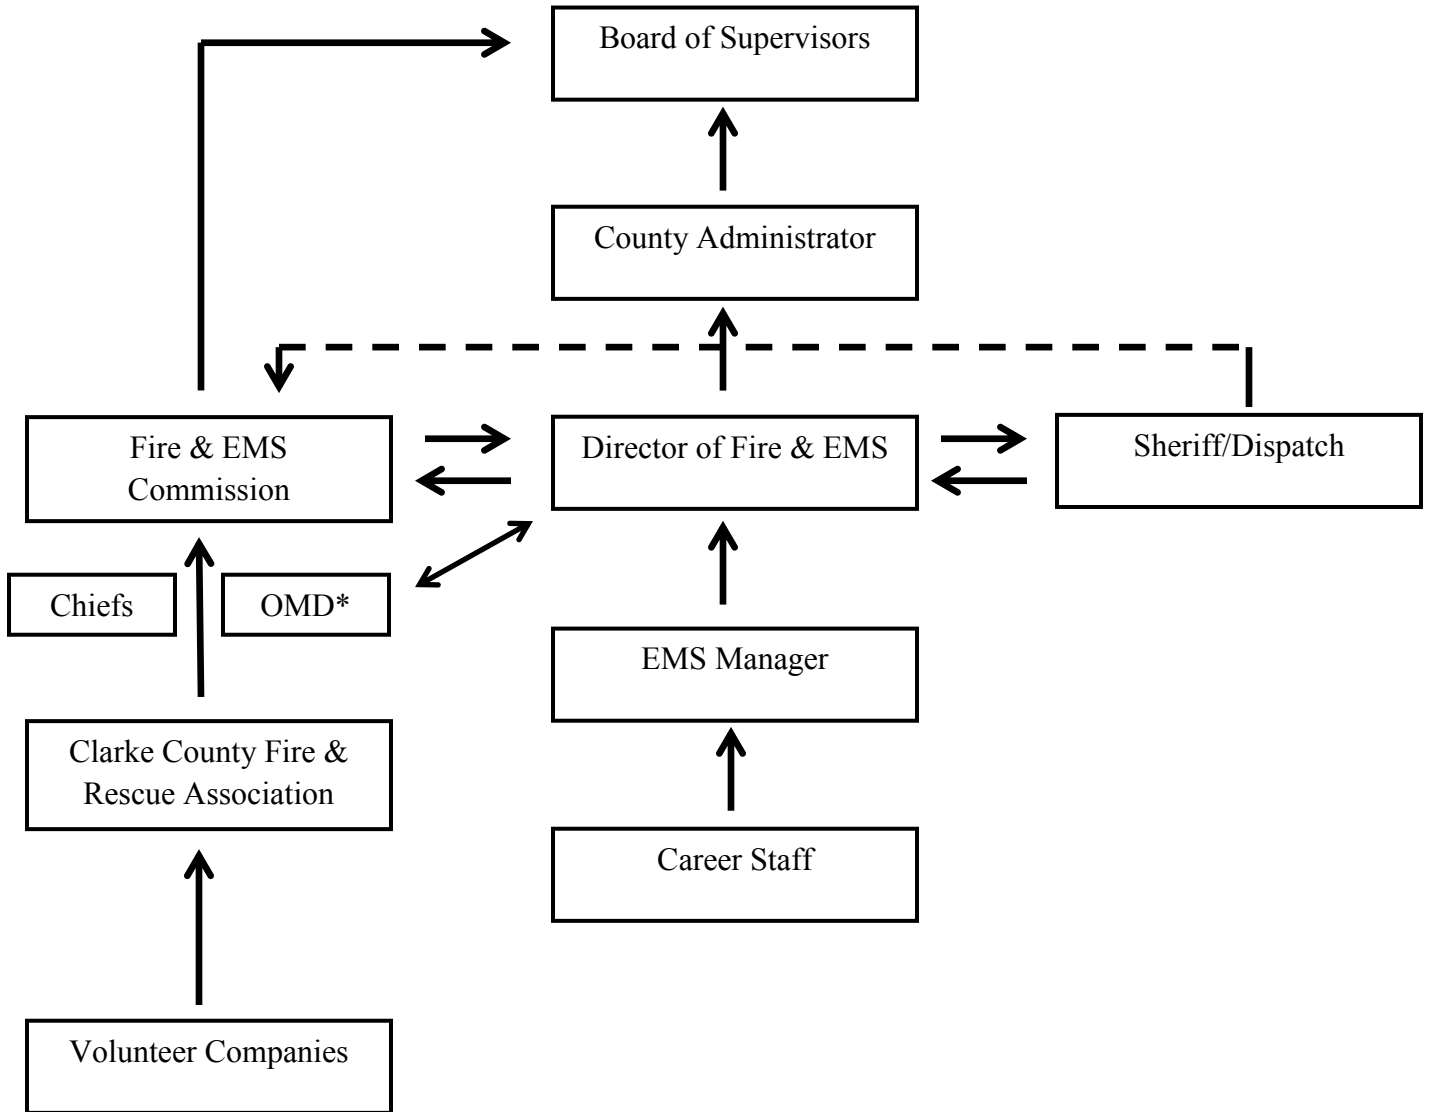 Board of Supervisors
County Administrator
Fire & EMS
Commission
Director of Fire & EMS
Sheriff/Dispatch
Chiefs
OMD*
EMS Manager
Clarke County Fire &
Rescue Association
Career Staff
Volunteer Companies